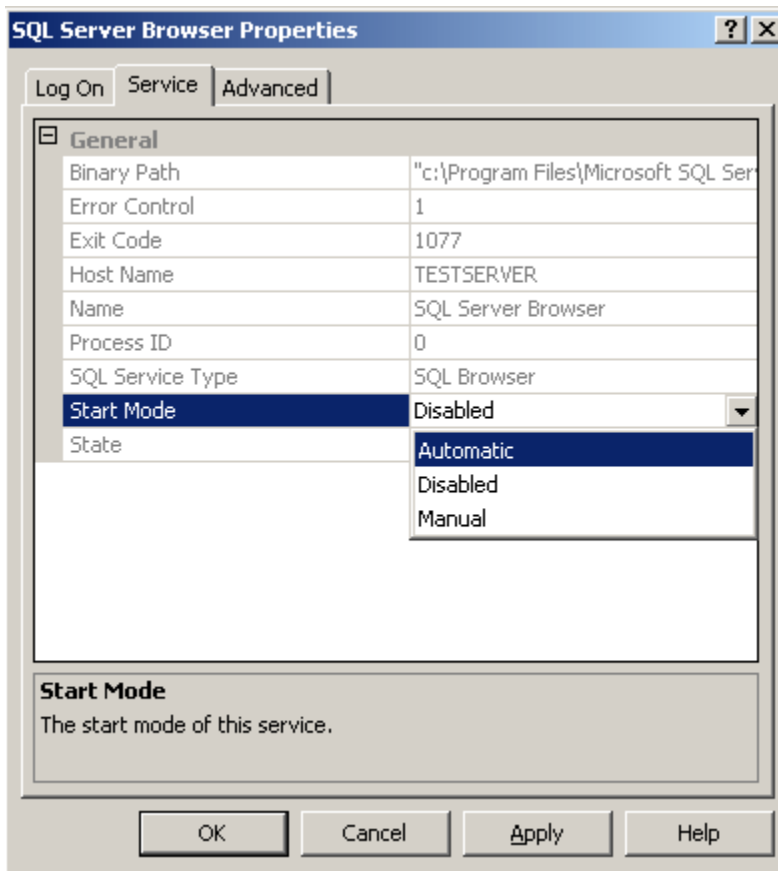 SQL Server Browser Properties
Log On Service Advanced
General
Binary Path "c:\Program Files\Microsoft SQL Ser
Error Control 1
Exit Code 1077
Host Name TESTSERVER
Name SQL Server Browser
Process ID 0
SQL Service Type SQL Browser
Start Mode Disabled
State Automatic
Disabled
Manual
Start Mode
The start mode of this service.
OK Cancel Apply Help